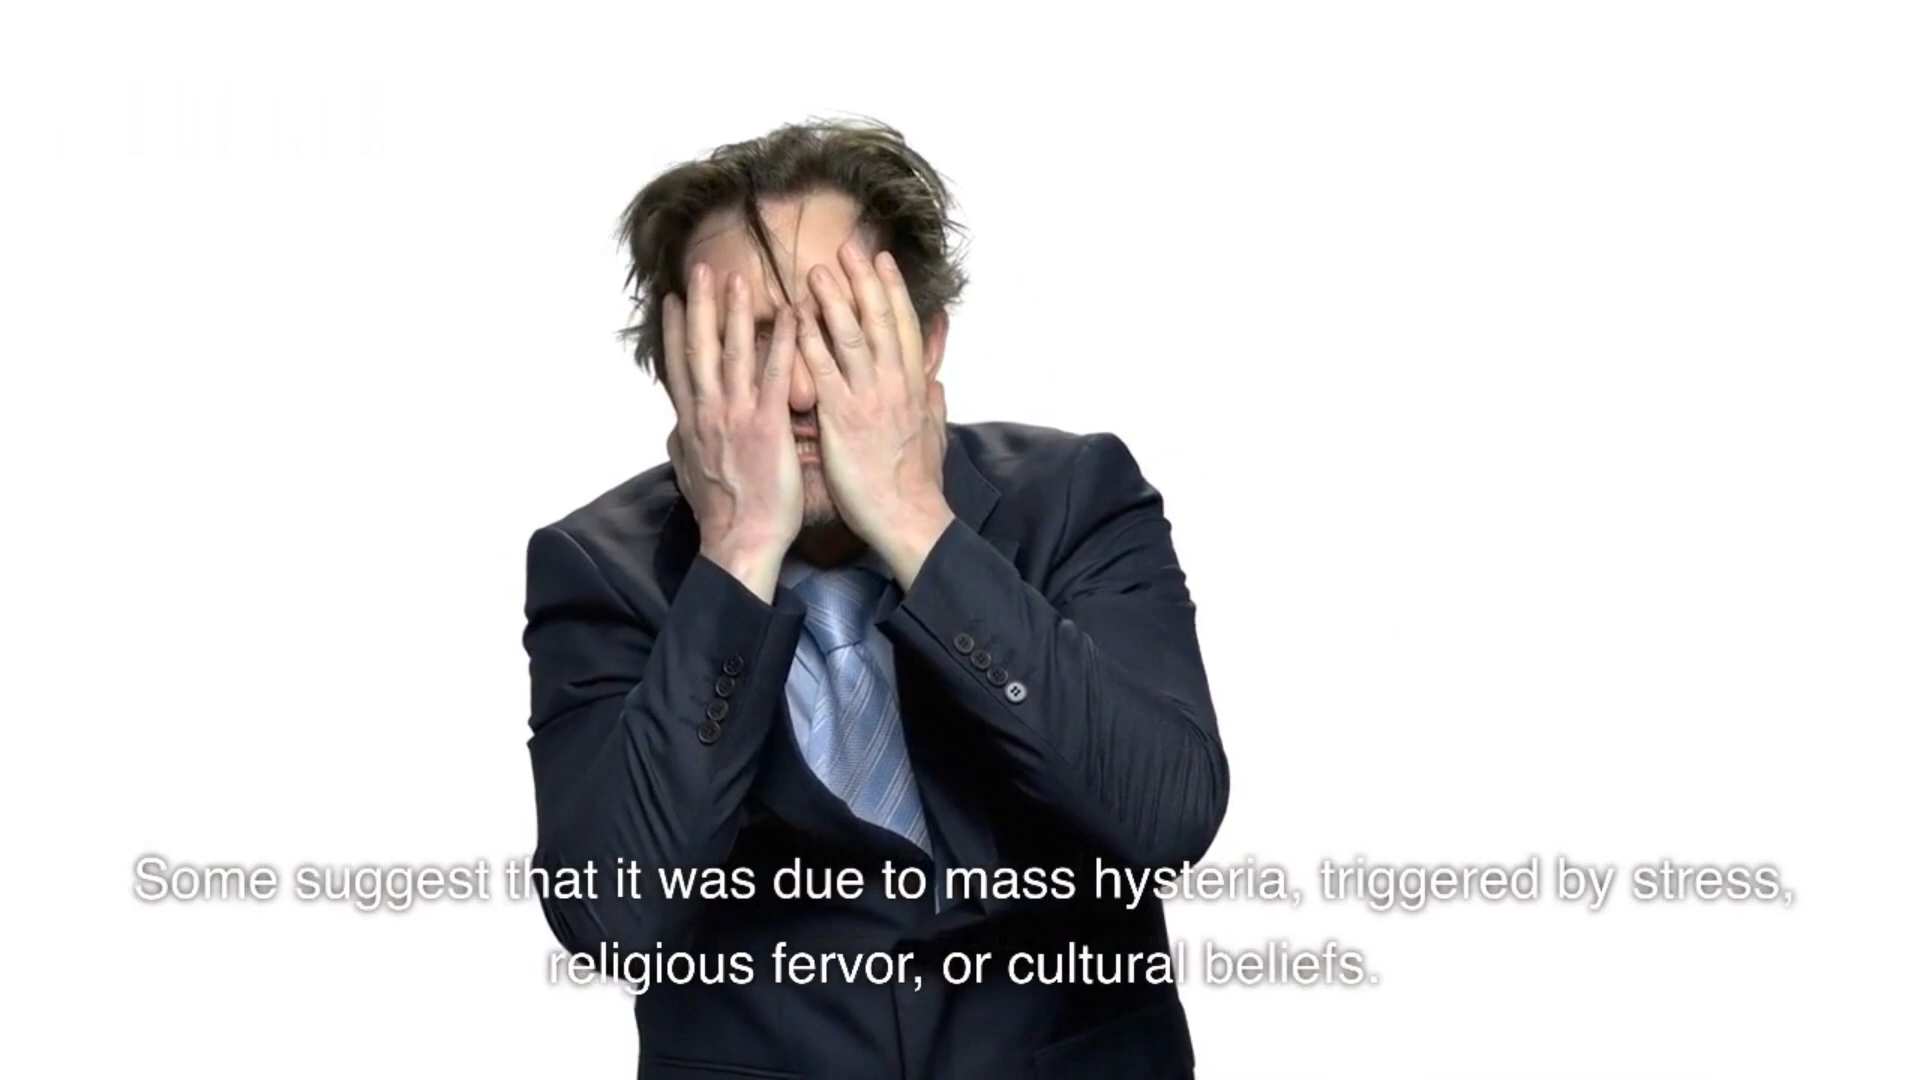 Some suggest that it was due to mass hysteria, triggered by stress,
religious fervor, or cultural beliefs.